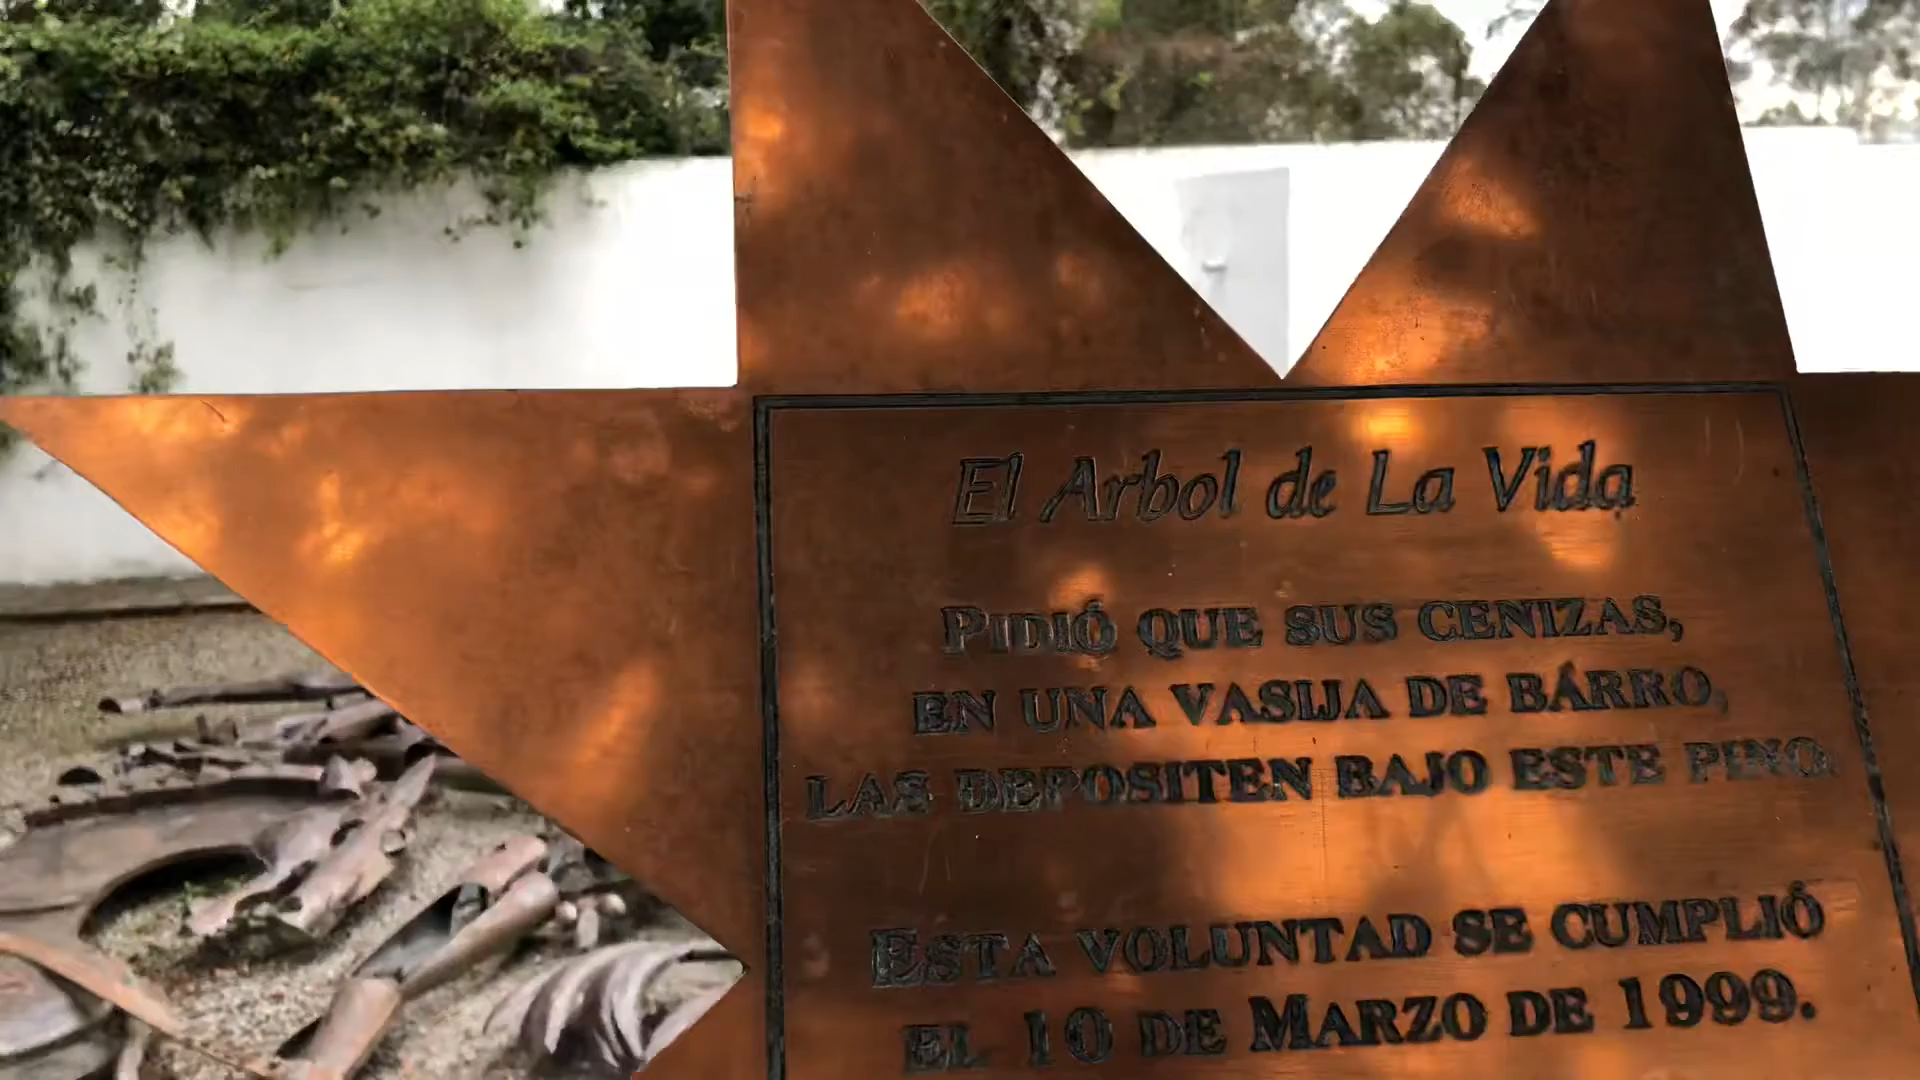 El Arbol de La Vida
PIDIÓ QUE SUS CENIZAS,
EN UNA VASIJA DE BÁRRO,
LAS DEPOSITEN BAJO ESTE PINO.
ESTA VOLUNTAD SE CUMPLIÓ
EL 10 DE MARZO DE 1999.